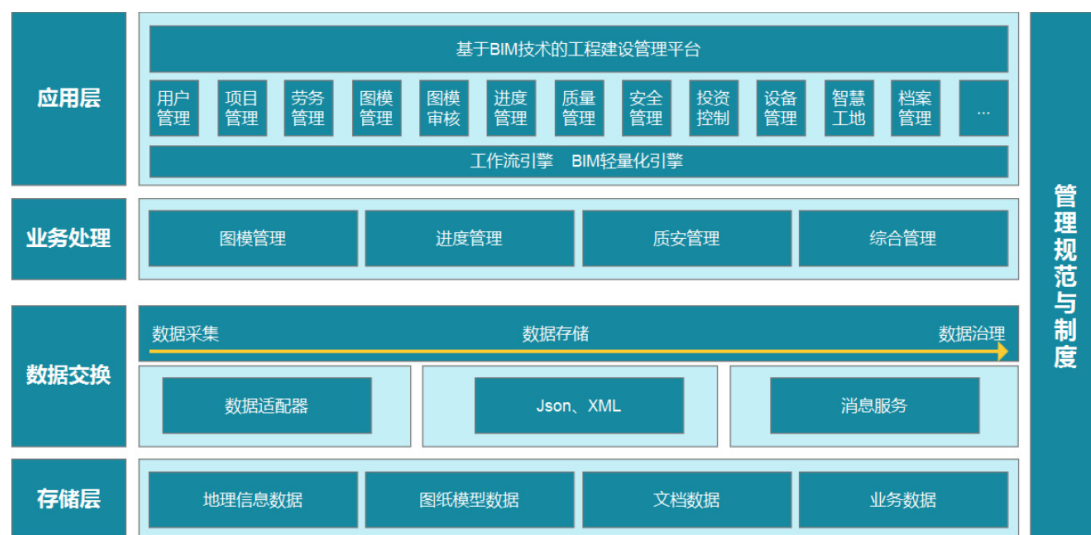 应用层
基于BIM技术的工程建设管理平台
用户
管理
项目
管理
劳务
管理
图模
管理
图模
审核
进度
管理
质量
管理
安全
管理
投资
控制
设备
管理
智慧
工地
档案
管理
...
工作流引擎 BIM轻量化引擎
业务处理
图模管理
进度管理
质安管理
综合管理
数据交换
数据采集
数据存储
数据治理
数据适配器
Json、XML
消息服务
存储层
地理信息数据
图纸模型数据
文档数据
业务数据
管理规范与制度